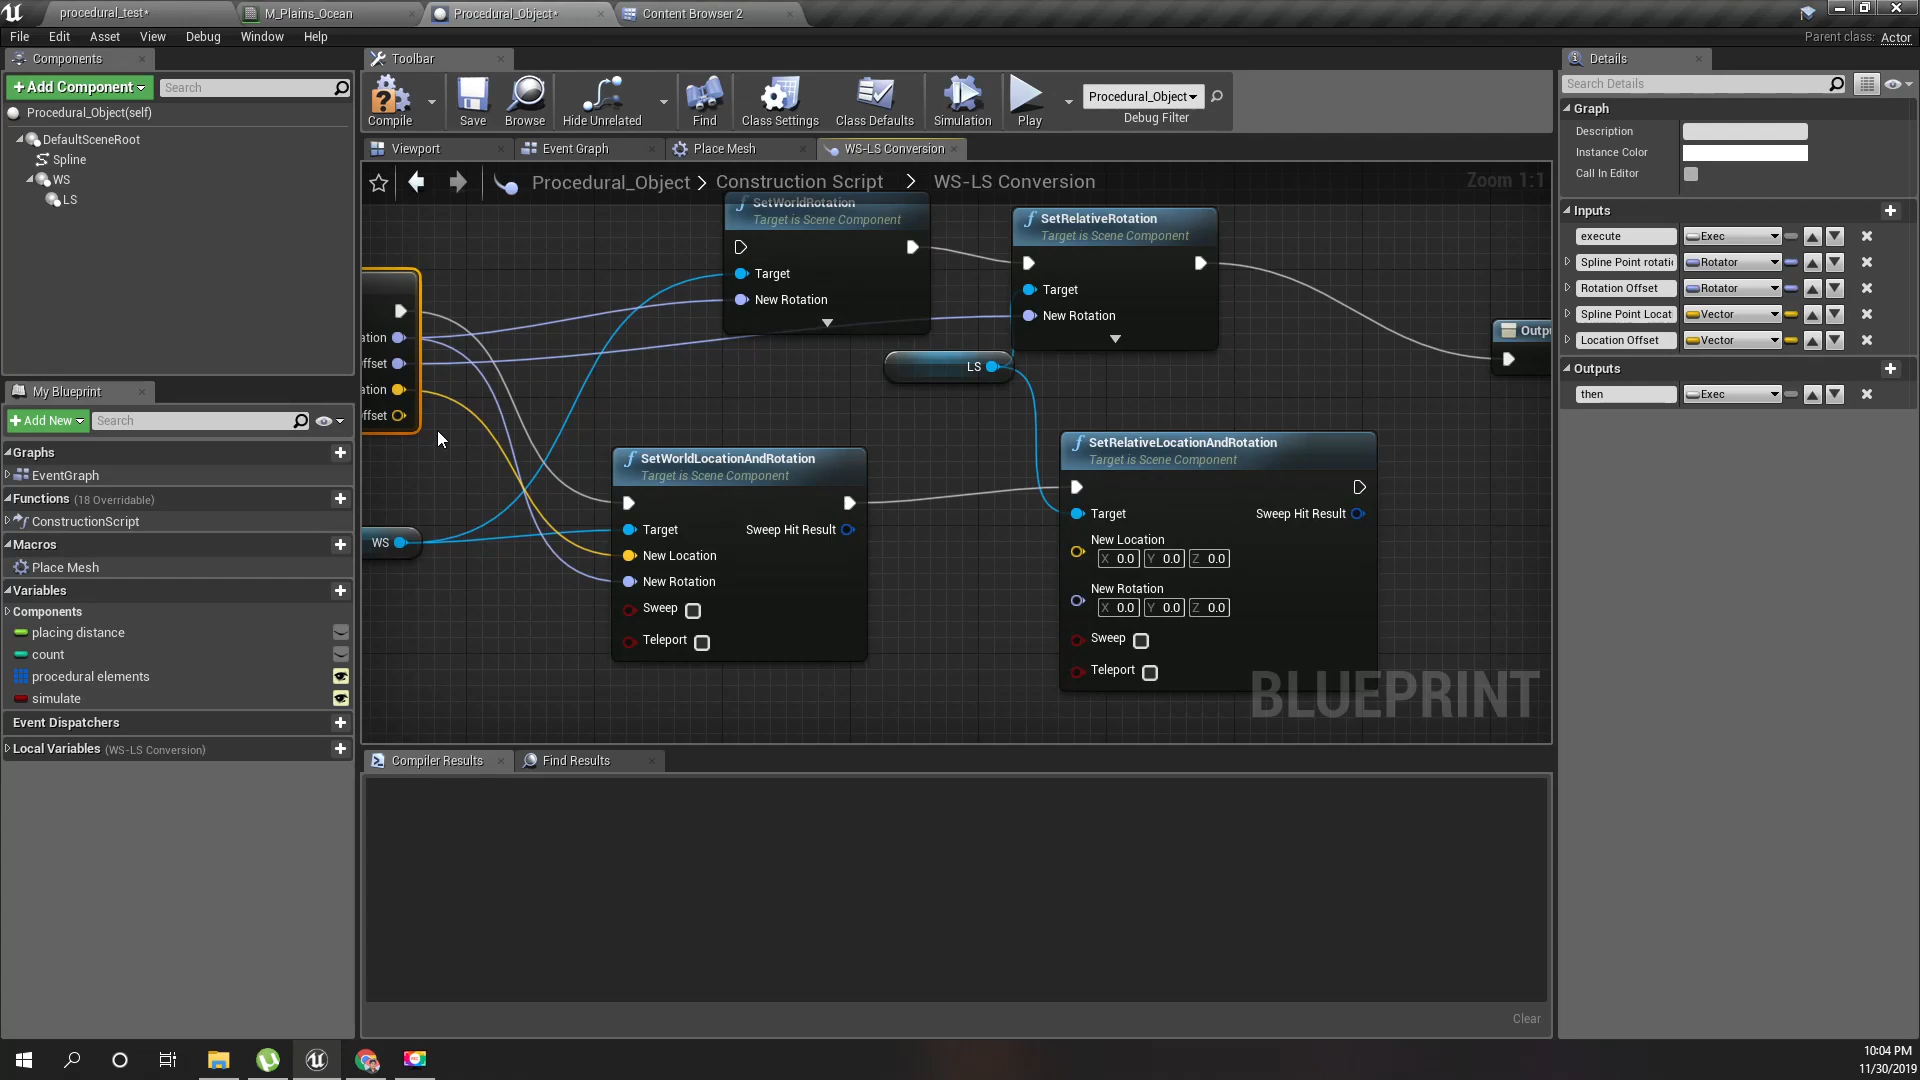 procedural_test*
M_Plains_Ocean
Procedural_Object*
Content Browser 2
File Edit Asset View Debug Window Help
Parent class: Actor
Components
+ Add Component
Search
Procedural_Object(self)
DefaultSceneRoot
Spline
WS
LS
My Blueprint
+ Add New
Search
Graphs
EventGraph
Functions (18 Overridable)
ConstructionScript
Macros
Place Mesh
Variables
Components
placing distance
count
procedural elements
simulate
Event Dispatchers
Local Variables (WS-LS Conversion)
Toolbar
Compile
Save
Browse
Hide Unrelated
Find
Class Settings
Class Defaults
Simulation
Play
Procedural_Object
Debug Filter
Viewport
Event Graph
Place Mesh
WS-LS Conversion
Procedural_Object > Construction Script > WS-LS Conversion
Zoom 1:1
ation
ffset
ation
ffset
WS
SetWorldRotation
Target is Scene Component
Target
New Rotation
SetRelativeRotation
Target is Scene Component
Target
New Rotation
LS
Outpu
SetWorldLocationAndRotation
Target is Scene Component
Target Sweep Hit Result
New Location
New Rotation
Sweep
Teleport
SetRelativeLocationAndRotation
Target is Scene Component
Target Sweep Hit Result
New Location
X 0.0 Y 0.0 Z 0.0
New Rotation
X 0.0 Y 0.0 Z 0.0
Sweep
Teleport
BLUEPRINT
Compiler Results
Find Results
Clear
Details
Search Details
Graph
Description
Instance Color
Call In Editor
Inputs
execute Exec
Spline Point rotati Rotator
Rotation Offset Rotator
Spline Point Locat Vector
Location Offset Vector
Outputs
then Exec
10:04 PM
11/30/2019